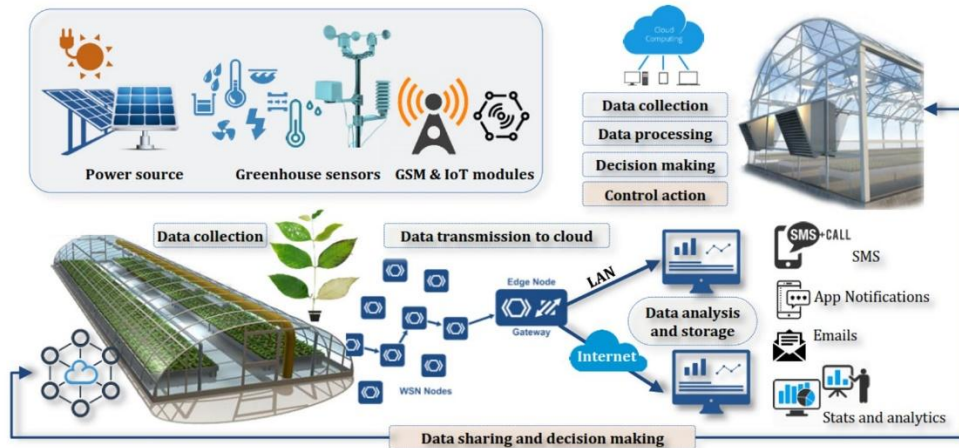 Cloud
Computing
Data collection
Data processing
Decision making
Control action
Power source
Greenhouse sensors
GSM & IoT modules
Data collection
Data transmission to cloud
Edge Node
Gateway
WSN Nodes
LAN
Internet
Data analysis
and storage
SMS+CALL
SMS
App Notifications
Emails
Stats and analytics
Data sharing and decision making